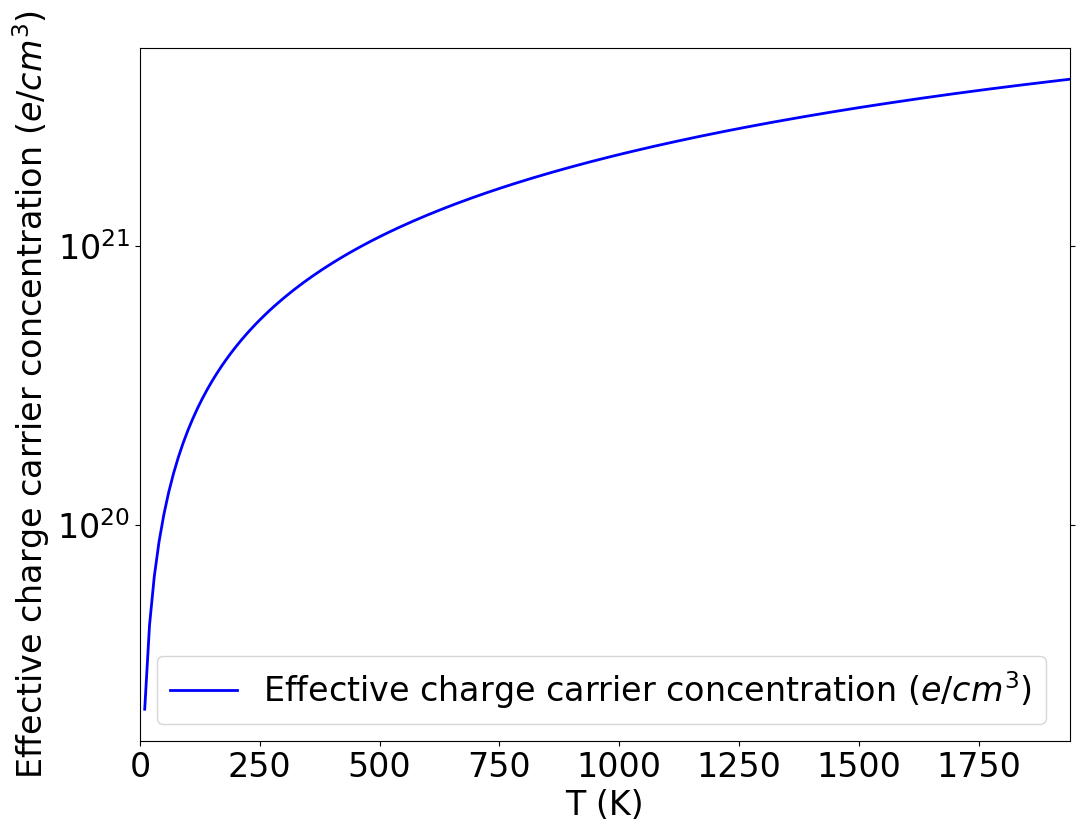 Effective charge carrier concentration (e/cm³)
10²¹
10²⁰
Effective charge carrier concentration (e/cm³)
0 250 500 750 1000 1250 1500 1750
T (K)